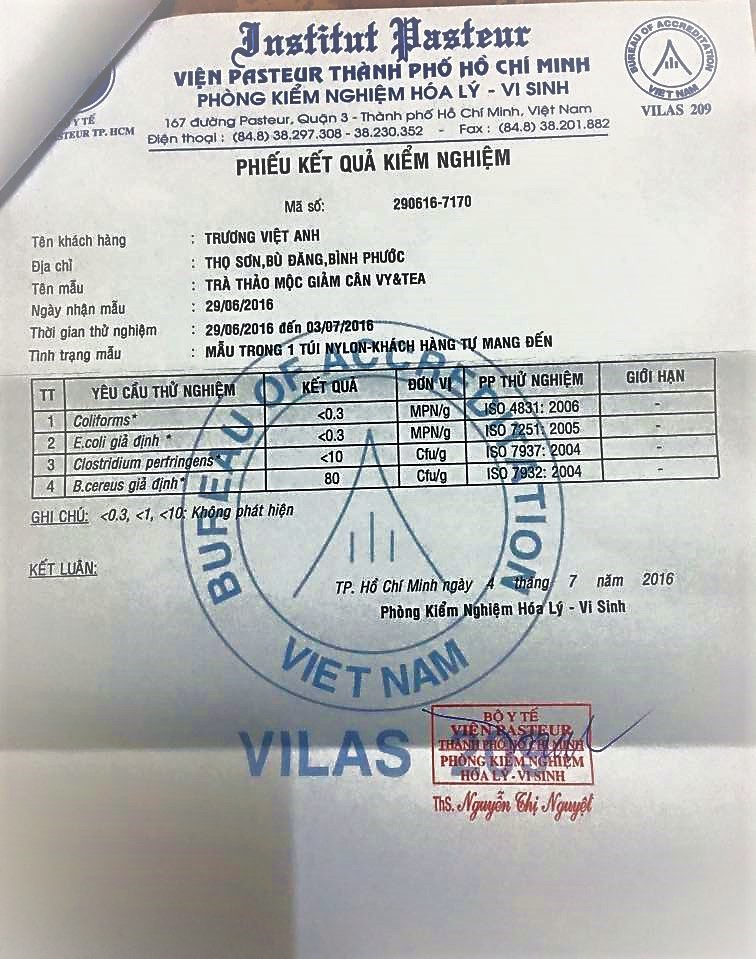 Institut Pasteur
VIỆN PASTEUR THÀNH PHỐ HỒ CHÍ MINH
PHÒNG KIỂM NGHIỆM HÓA LÝ - VI SINH
167 đường Pasteur, Quận 3 - Thành phố Hồ Chí Minh, Việt Nam
Điện thoại : (84.8) 38.297.308 - 38.230.352 - Fax : (84.8) 38.201.882
Y TẾ
STEUR TP. HCM
BUREAU OF ACCREDITATION
VIET NAM
VILAS 209
PHIẾU KẾT QUẢ KIỂM NGHIỆM
Mã số: 290616-7170
Tên khách hàng : TRƯƠNG VIỆT ANH
Địa chỉ : THỌ SƠN,BÙ ĐĂNG,BÌNH PHƯỚC
Tên mẫu : TRÀ THẢO MỘC GIẢM CÂN VY&TEA
Ngày nhận mẫu : 29/06/2016
Thời gian thử nghiệm : 29/06/2016 đến 03/07/2016
Tình trạng mẫu : MẪU TRONG 1 TÚI NYLON-KHÁCH HÀNG TỰ MANG ĐẾN
TT YÊU CẦU THỬ NGHIỆM KẾT QUẢ ĐƠN VỊ PP THỬ NGHIỆM GIỚI HẠN
1 Coliforms* <0.3 MPN/g ISO 4831: 2006 -
2 E.coli giả định * <0.3 MPN/g ISO 7251: 2005 -
3 Clostridium perfringens* <10 Cfu/g ISO 7937: 2004 -
4 B.cereus giả định* 80 Cfu/g ISO 7932: 2004 -
GHI CHÚ: <0.3, <1, <10: Không phát hiện
KẾT LUẬN:
TP. Hồ Chí Minh ngày 4 tháng 7 năm 2016
Phòng Kiểm Nghiệm Hóa Lý - Vi Sinh
BUREAU OF ACCREDITATION
VIET NAM
VILAS
BỘ Y TẾ
VIỆN PASTEUR
THÀNH PHỐ HỒ CHÍ MINH
PHÒNG KIỂM NGHIỆM
HÓA LÝ - VI SINH
ThS. Nguyễn Thị Nguyệt